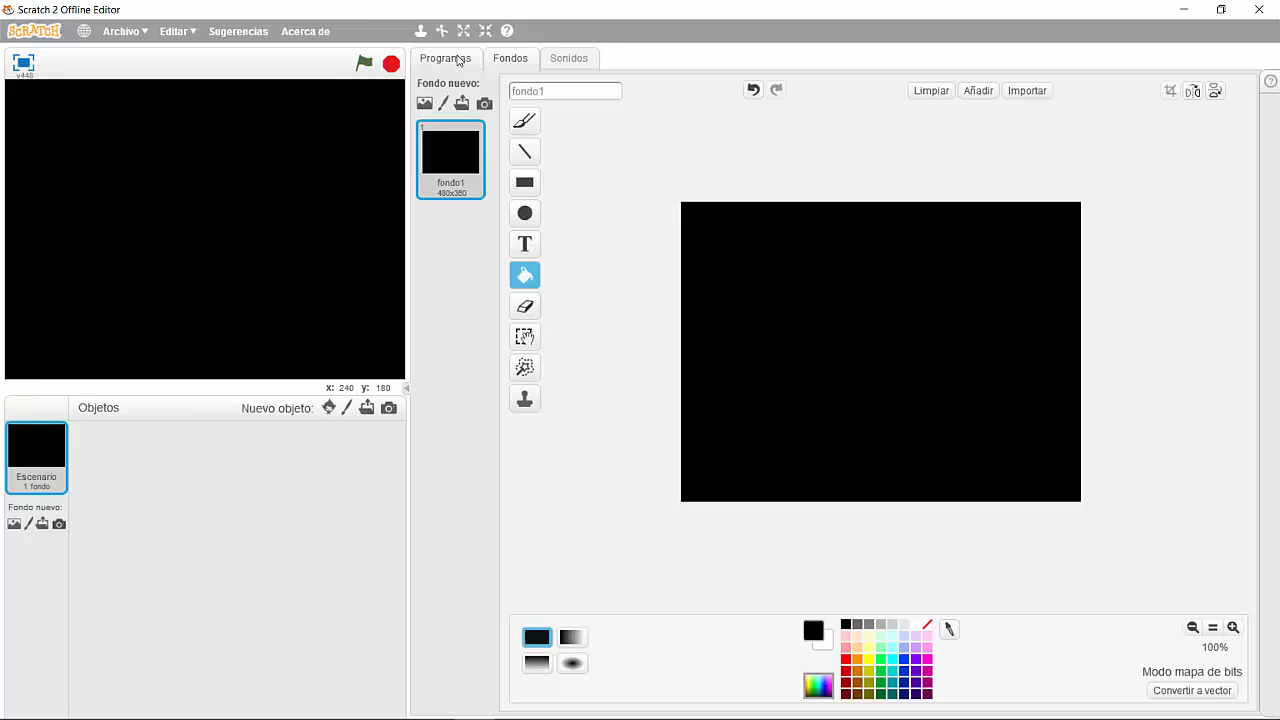 Scratch 2 Offline Editor
SCRATCH Archivo Editar Sugerencias Acerca de
v448
Programas Fondos Sonidos
Fondo nuevo:
1
fondo1
480x360
fondo1
Limpiar Añadir Importar
T
x: 240 y: 180
Objetos Nuevo objeto:
Escenario
1 fondo
Fondo nuevo:
100%
Modo mapa de bits
Convertir a vector